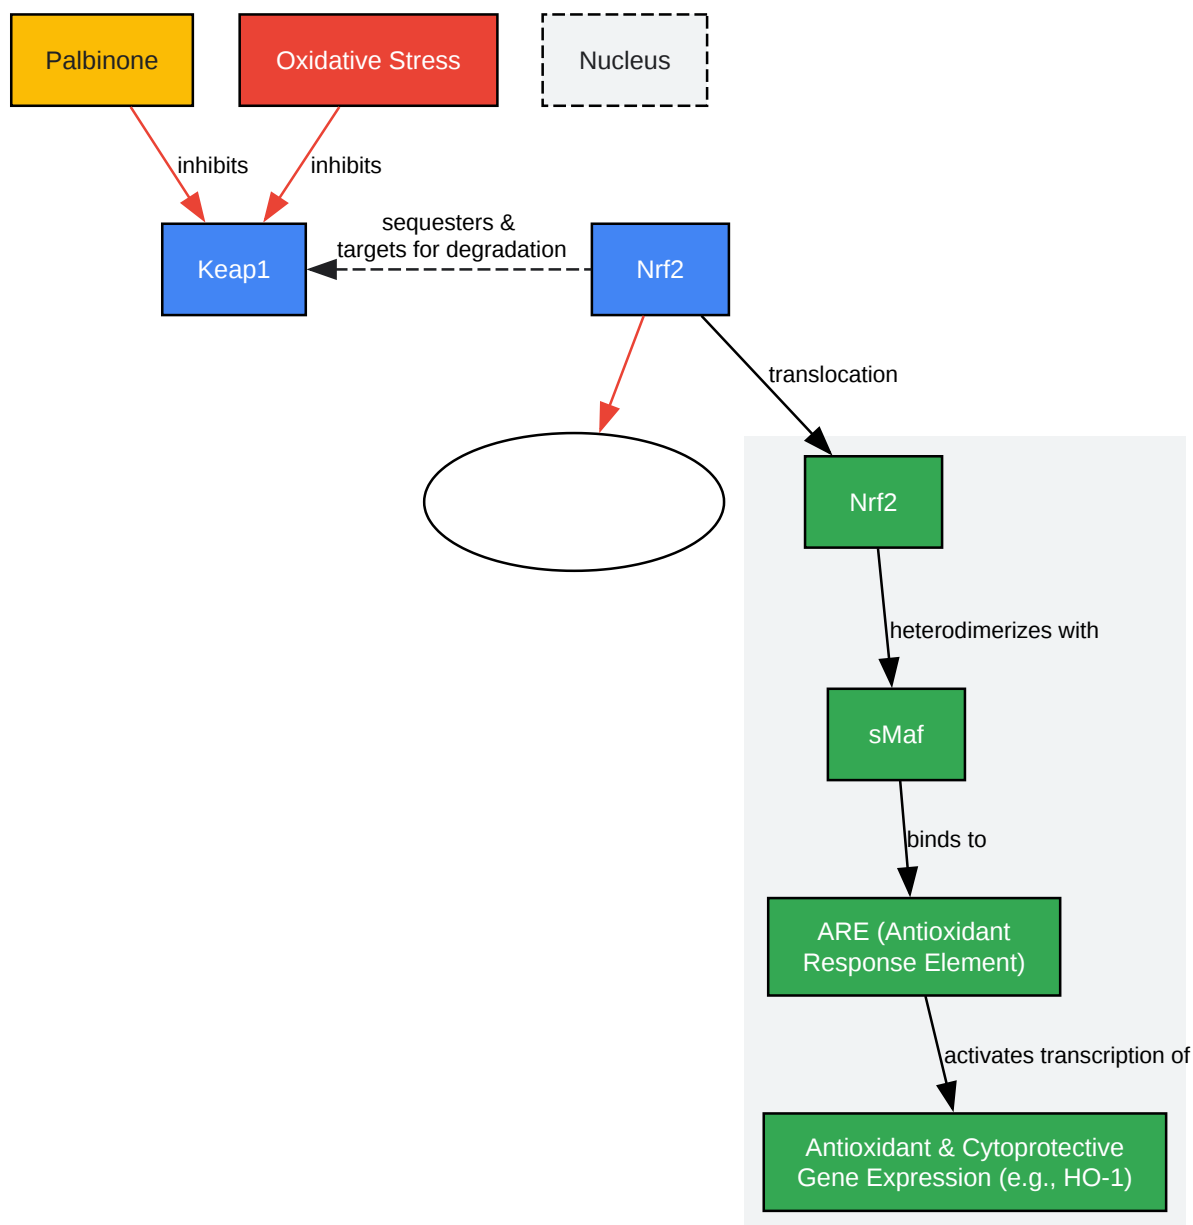 Palbinone
Oxidative Stress
Nucleus
inhibits
inhibits
sequesters &
targets for degradation
Keap1
Nrf2
translocation
Nrf2
heterodimerizes with
sMaf
binds to
ARE (Antioxidant
Response Element)
activates transcription of
Antioxidant & Cytoprotective
Gene Expression (e.g., HO-1)